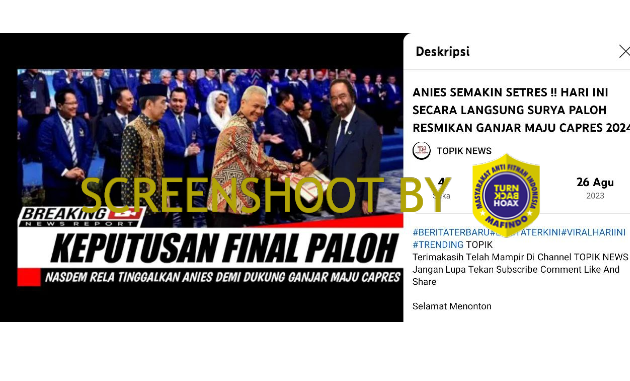 Deskripsi
ANIES SEMAKIN SETRES !! HARI INI
SECARA LANGSUNG SURYA PALOH
RESMIKAN GANJAR MAJU CAPRES 2024
TOPIK NEWS
26 Agu
2023
SCREENSHOOT BY
MASYARAKAT ANTI FITNAH INDONESIA
TURN
BACK
HOAX
MAFINDO
BREAKING
NEWS REPORT
KEPUTUSAN FINAL PALOH
NASDEM RELA TINGGALKAN ANIES DEMI DUKUNG GANJAR MAJU CAPRES
#VIRALHARIINI
#TRENDING TOPIK
Terimakasih Telah Mampir Di Channel TOPIK NEWS
Jangan Lupa Tekan Subscribe Comment Like And
Share
Selamat Menonton